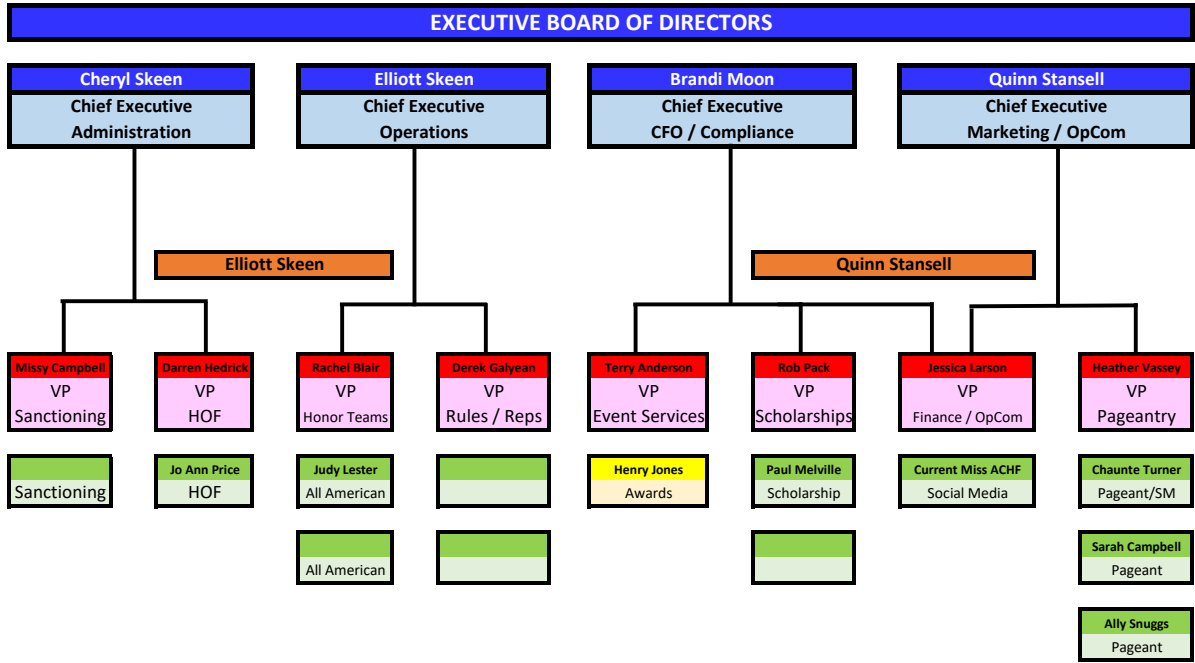 EXECUTIVE BOARD OF DIRECTORS
Cheryl Skeen
Chief Executive
Administration
Elliott Skeen
Chief Executive
Operations
Brandi Moon
Chief Executive
CFO / Compliance
Quinn Stansell
Chief Executive
Marketing / OpCom
Elliott Skeen
Quinn Stansell
Missy Campbell
VP
Sanctioning
Darren Hedrick
VP
HOF
Rachel Blair
VP
Honor Teams
Derek Galyean
VP
Rules / Reps
Terry Anderson
VP
Event Services
Rob Pack
VP
Scholarships
Jessica Larson
VP
Finance / OpCom
Heather Vassey
VP
Pageantry
Sanctioning
Jo Ann Price
HOF
Judy Lester
All American
Henry Jones
Awards
Paul Melville
Scholarship
Current Miss ACHF
Social Media
Chaunte Turner
Pageant/SM
All American
Sarah Campbell
Pageant
Ally Snuggs
Pageant